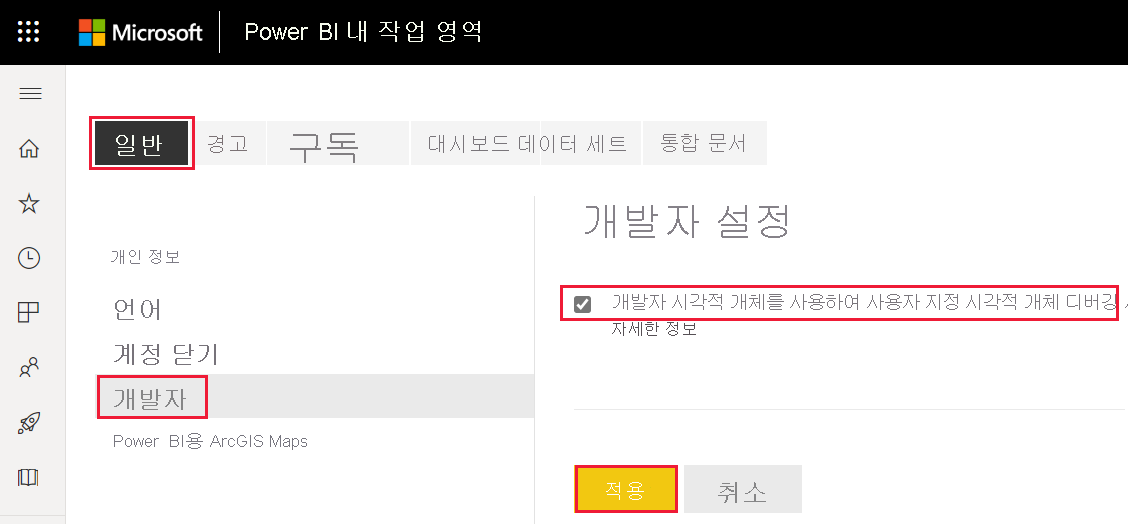 Microsoft Power BI 내 작업 영역
일반 경고 구독 대시보드 데이터 세트 통합 문서
개발자 설정
개인 정보
언어
계정 닫기
개발자
Power BI용 ArcGIS Maps
개발자 시각적 개체를 사용하여 사용자 지정 시각적 개체 디버깅
자세한 정보
적용 취소